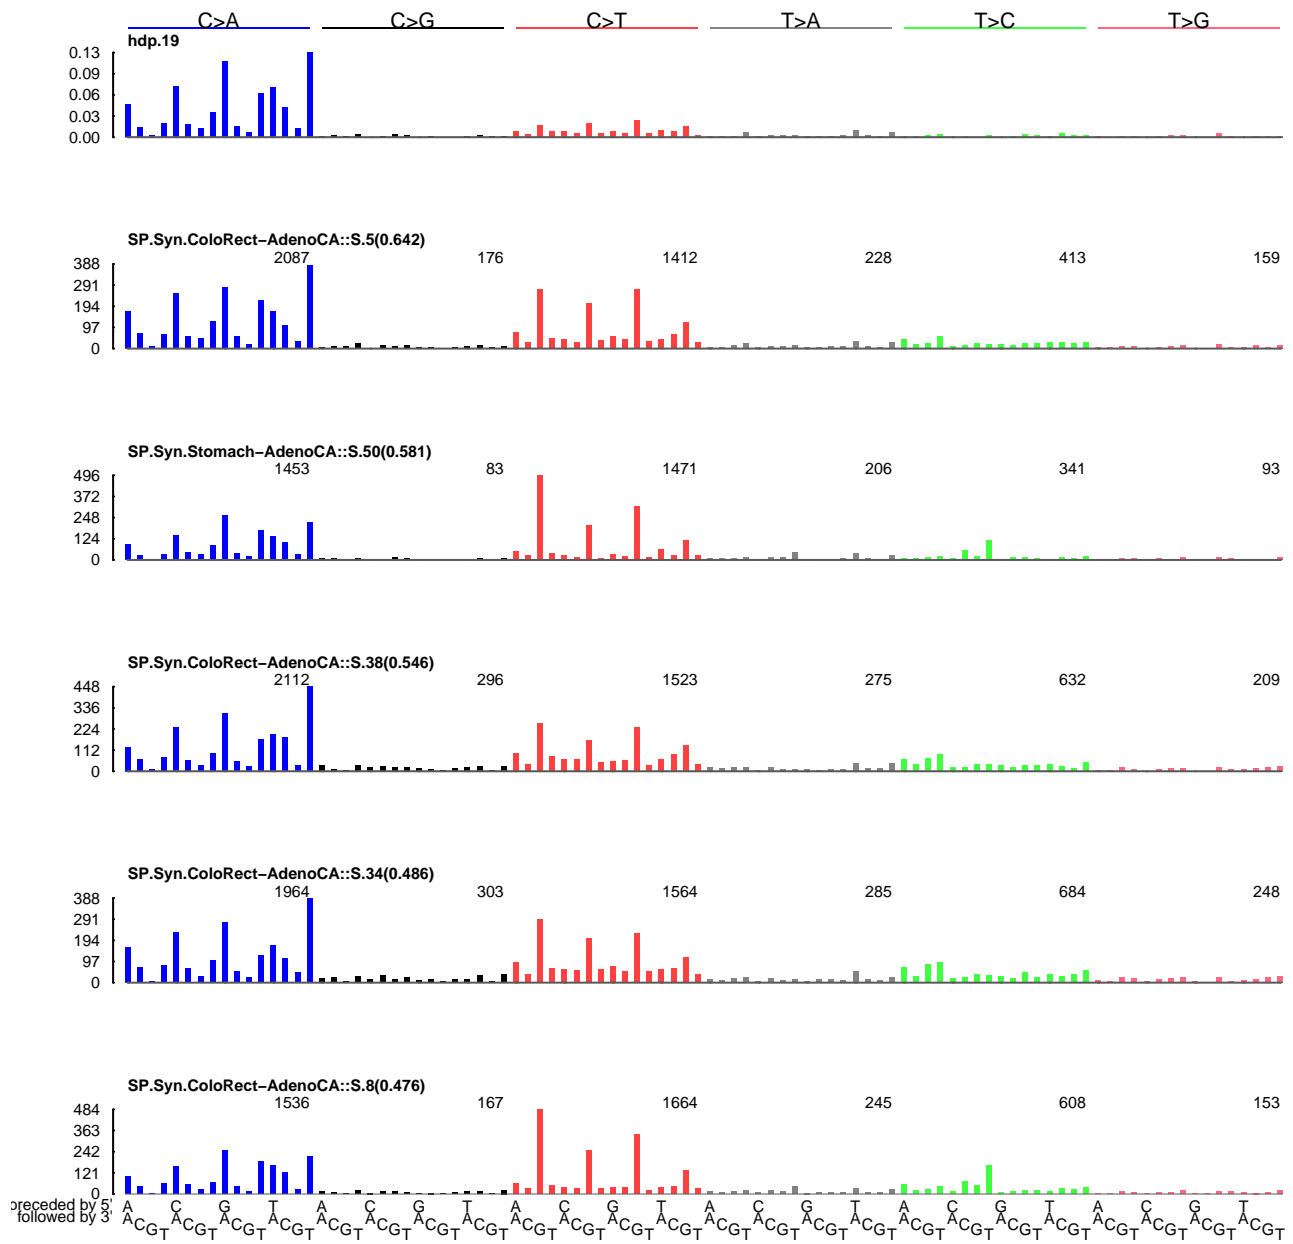 C>A C>G C>T T>A T>C T>G
hdp.19
0.13
0.09
0.06
0.03
0.00
SP.Syn.ColoRect−AdenoCA::S.5(0.642)
2087 176 1412 228 413 159
388
291
194
97
0
SP.Syn.Stomach−AdenoCA::S.50(0.581)
1453 83 1471 206 341 93
496
372
248
124
0
SP.Syn.ColoRect−AdenoCA::S.38(0.546)
2112 296 1523 275 632 209
448
336
224
112
0
SP.Syn.ColoRect−AdenoCA::S.34(0.486)
1964 303 1564 285 684 248
388
291
194
97
0
SP.Syn.ColoRect−AdenoCA::S.8(0.476)
1536 167 1664 245 608 153
484
363
242
121
0
preceded by 5' A C G T A C G T A C G T A C G T A C G T A C G T
followed by 3' A C G T A C G T A C G T A C G T A C G T A C G T A C G T A C G T A C G T A C G T A C G T A C G T A C G T A C G T A C G T A C G T A C G T A C G T A C G T A C G T A C G T A C G T A C G T A C G T